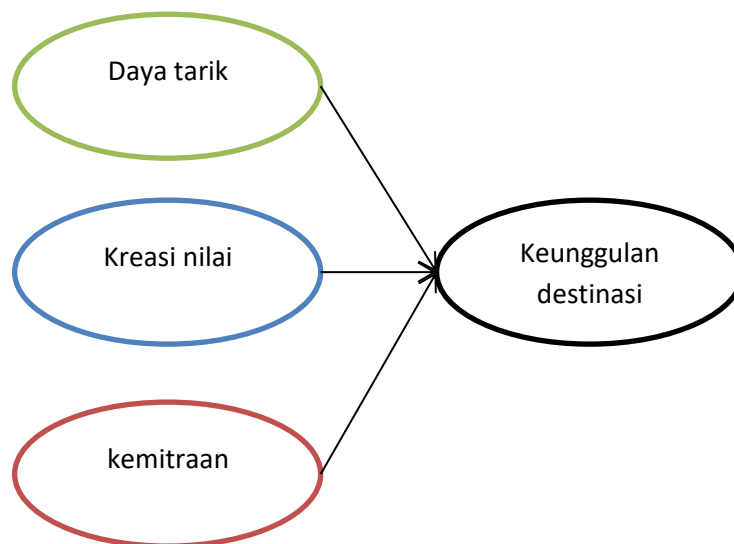 Daya tarik
Kreasi nilai
Keunggulan
destinasi
kemitraan